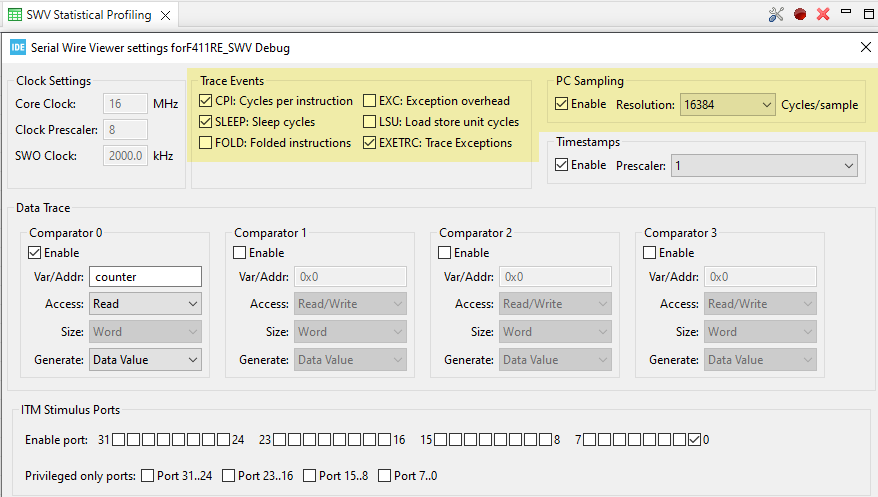 SWV Statistical Profiling
IDE Serial Wire Viewer settings forF411RE_SWV Debug
Clock Settings
Core Clock: 16 MHz
Clock Prescaler: 8
SWO Clock: 2000.0 kHz
Trace Events
CPI: Cycles per instruction EXC: Exception overhead
SLEEP: Sleep cycles LSU: Load store unit cycles
FOLD: Folded instructions EXETRC: Trace Exceptions
PC Sampling
Enable Resolution: 16384 Cycles/sample
Timestamps
Enable Prescaler: 1
Data Trace
Comparator 0
Enable
Var/Addr: counter
Access: Read
Size: Word
Generate: Data Value
Comparator 1
Enable
Var/Addr: 0x0
Access: Read/Write
Size: Word
Generate: Data Value
Comparator 2
Enable
Var/Addr: 0x0
Access: Read/Write
Size: Word
Generate: Data Value
Comparator 3
Enable
Var/Addr: 0x0
Access: Read/Write
Size: Word
Generate: Data Value
ITM Stimulus Ports
Enable port: 31 24 23 16 15 8 7 0
Privileged only ports: Port 31..24 Port 23..16 Port 15..8 Port 7..0